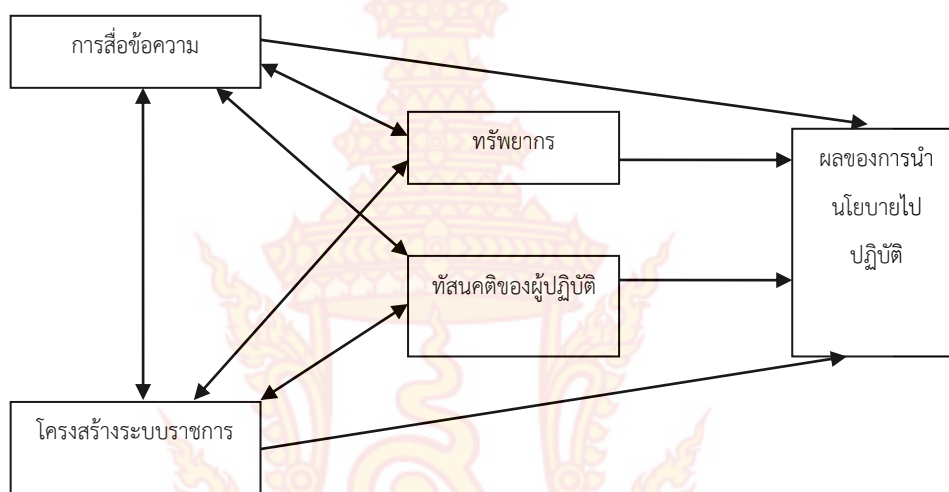 การสื่อข้อความ
ทรัพยากร
ผลของการนำ
นโยบายไป
ปฏิบัติ
ทัสนคติของผู้ปฏิบัติ
โครงสร้างระบบราชการ